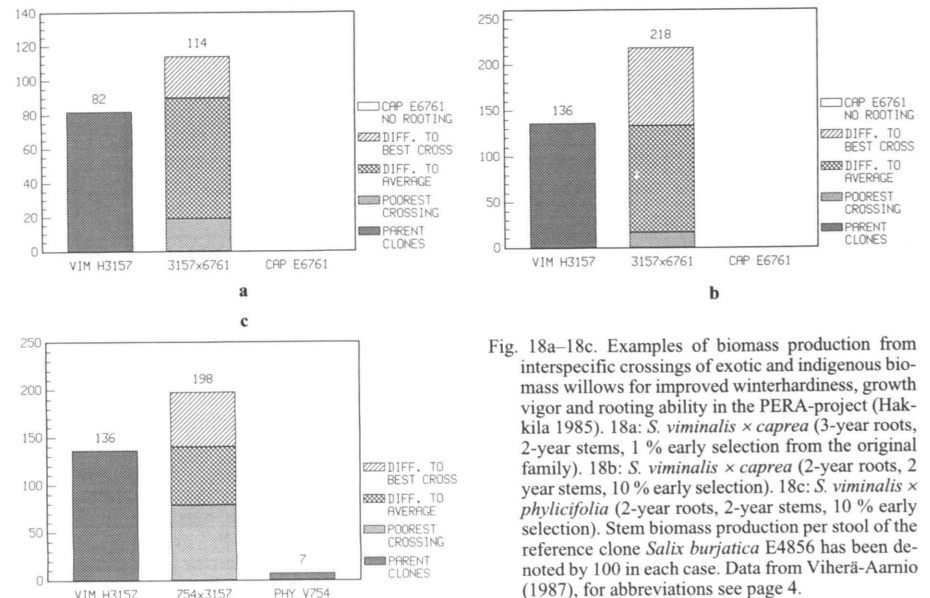 140
120
100
80
60
40
20
0
82
114
VIM H3157 3157x6761 CAP E6761
CAP E6761
NO ROOTING
DIFF. TO
BEST CROSS
DIFF. TO
AVERAGE
POOREST
CROSSING
PARENT
CLONES
a
250
200
150
100
50
0
136
218
VIM H3157 3157x6761 CAP E6761
CAP E6761
NO ROOTING
DIFF. TO
BEST CROSS
DIFF. TO
AVERAGE
POOREST
CROSSING
PARENT
CLONES
b
c
250
200
150
100
50
0
136
198
7
VIM H3157 754x3157 PHY V754
DIFF. TO
BEST CROSS
DIFF. TO
AVERAGE
POOREST
CROSSING
PARENT
CLONES
Fig. 18a–18c. Examples of biomass production from
interspecific crossings of exotic and indigenous bio-
mass willows for improved winterhardiness, growth
vigor and rooting ability in the PERA-project (Hak-
kila 1985). 18a: S. viminalis × caprea (3-year roots,
2-year stems, 1 % early selection from the original
family). 18b: S. viminalis × caprea (2-year roots, 2
year stems, 10 % early selection). 18c: S. viminalis ×
phylicifolia (2-year roots, 2-year stems, 10 % early
selection). Stem biomass production per stool of the
reference clone Salix burjatica E4856 has been de-
noted by 100 in each case. Data from Viherä-Aarnio
(1987), for abbreviations see page 4.